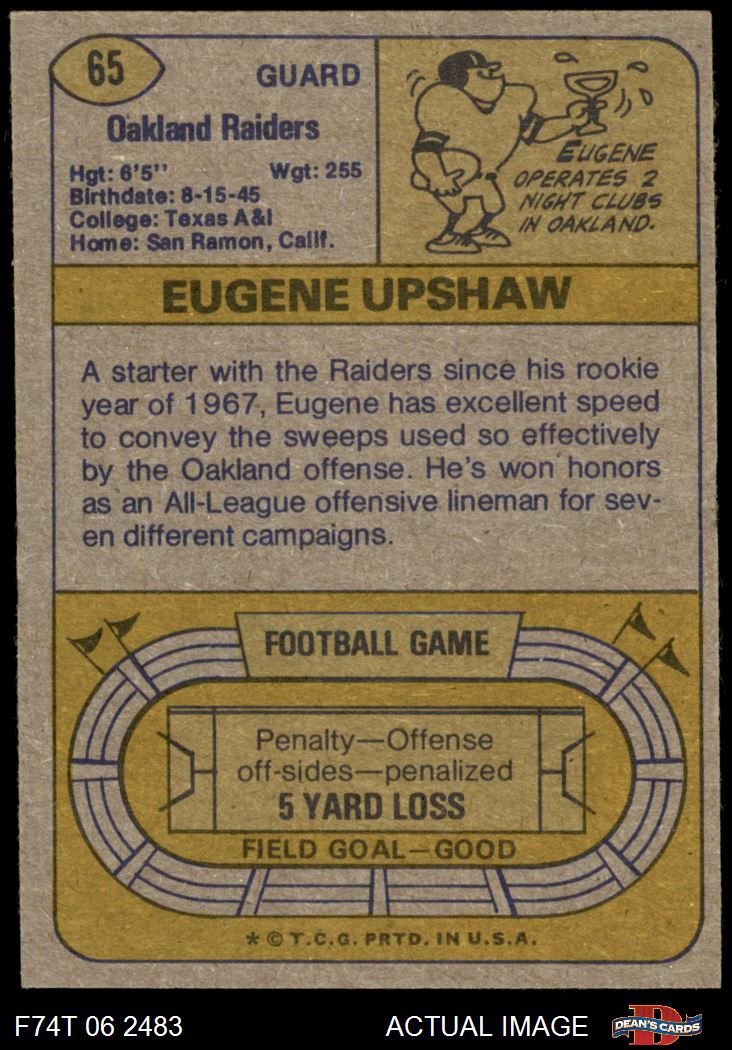 65
GUARD
Oakland Raiders
Hgt: 6'5" Wgt: 255
Birthdate: 8-15-45
College: Texas A&I
Home: San Ramon, Calif.
EUGENE
OPERATES 2
NIGHT CLUBS
IN OAKLAND.
EUGENE UPSHAW
A starter with the Raiders since his rookie
year of 1967, Eugene has excellent speed
to convey the sweeps used so effectively
by the Oakland offense. He's won honors
as an All-League offensive lineman for sev-
en different campaigns.
FOOTBALL GAME
Penalty—Offense
off-sides—penalized
5 YARD LOSS
FIELD GOAL—GOOD
* © T.C.G. PRTD. IN U.S.A.
F74T 06 2483 ACTUAL IMAGE
D
DEAN'S CARDS